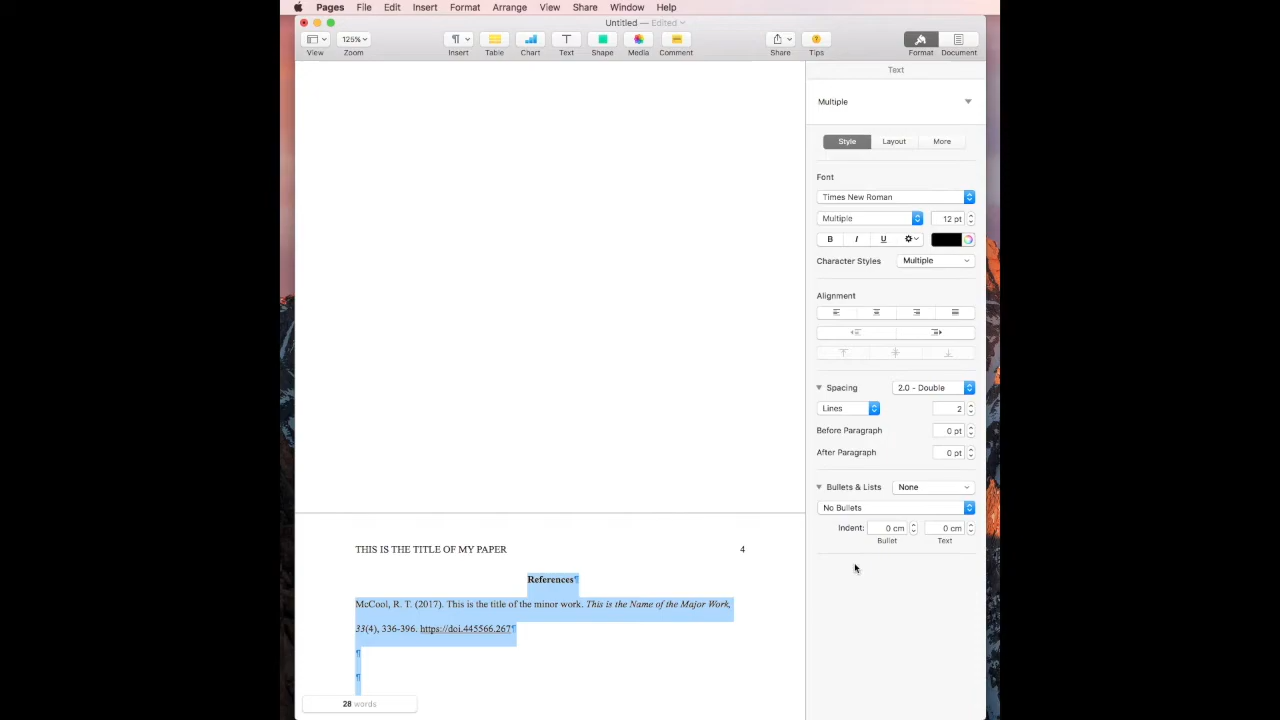 Pages File Edit Insert Format Arrange View Share Window Help
Untitled — Edited
125%
View Zoom Insert Table Chart Text Shape Media Comment Share Tips Format Document
Text
Multiple
Style Layout More
Font
Times New Roman
Multiple 12 pt
B I U
Character Styles Multiple
Alignment
Spacing 2.0 - Double
Lines 2
Before Paragraph 0 pt
After Paragraph 0 pt
Bullets & Lists None
No Bullets
Indent: 0 cm 0 cm
Bullet Text
THIS IS THE TITLE OF MY PAPER 4
References¶
McCool, R. T. (2017). This is the title of the minor work. This is the Name of the Major Work,
33(4), 336-396. https://doi.445566.267¶
¶
¶
28 words